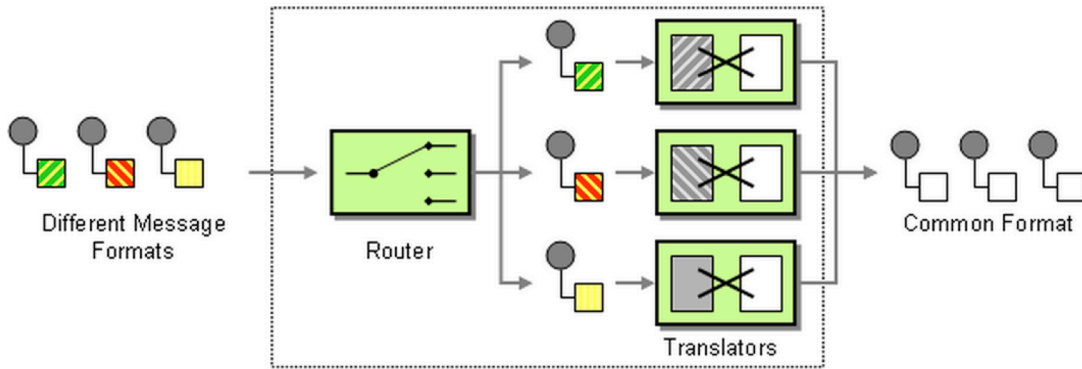 Different Message
Formats
Router
Translators
Common Format